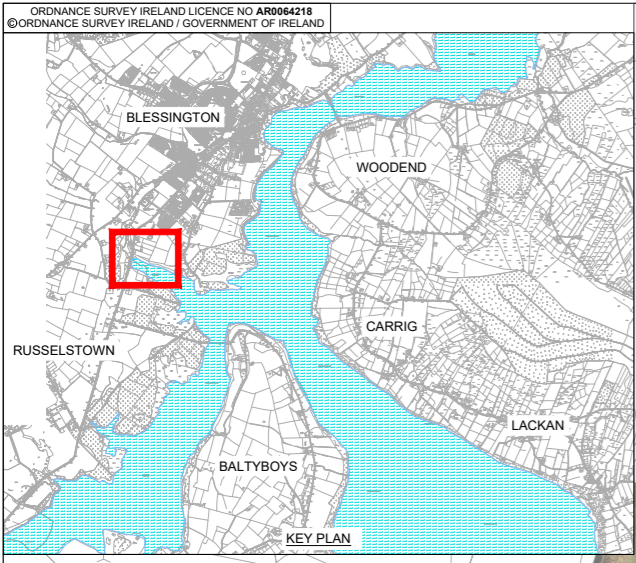 ORDNANCE SURVEY IRELAND LICENCE NO AR0064218
©ORDNANCE SURVEY IRELAND / GOVERNMENT OF IRELAND
BLESSINGTON
WOODEND
CARRIG
RUSSELSTOWN
LACKAN
BALTYBOYS
KEY PLAN